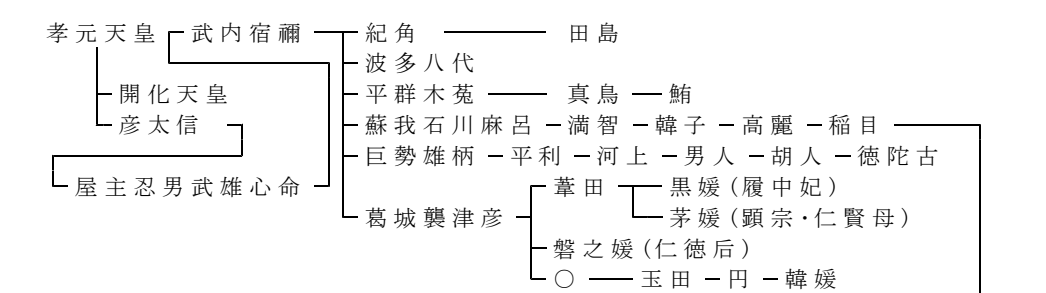 孝元天皇 武内宿禰 紀角 田島
波多八代
開化天皇 平群木菟 真鳥 鮪
彦太信 蘇我石川麻呂 満智 韓子 高麗 稲目
巨勢雄柄 平利 河上 男人 胡人 徳陀古
屋主忍男武雄心命 葦田 黒媛(履中妃)
葛城襲津彦 茅媛(顕宗・仁賢母)
磐之媛(仁徳后)
○ 玉田 円 韓媛